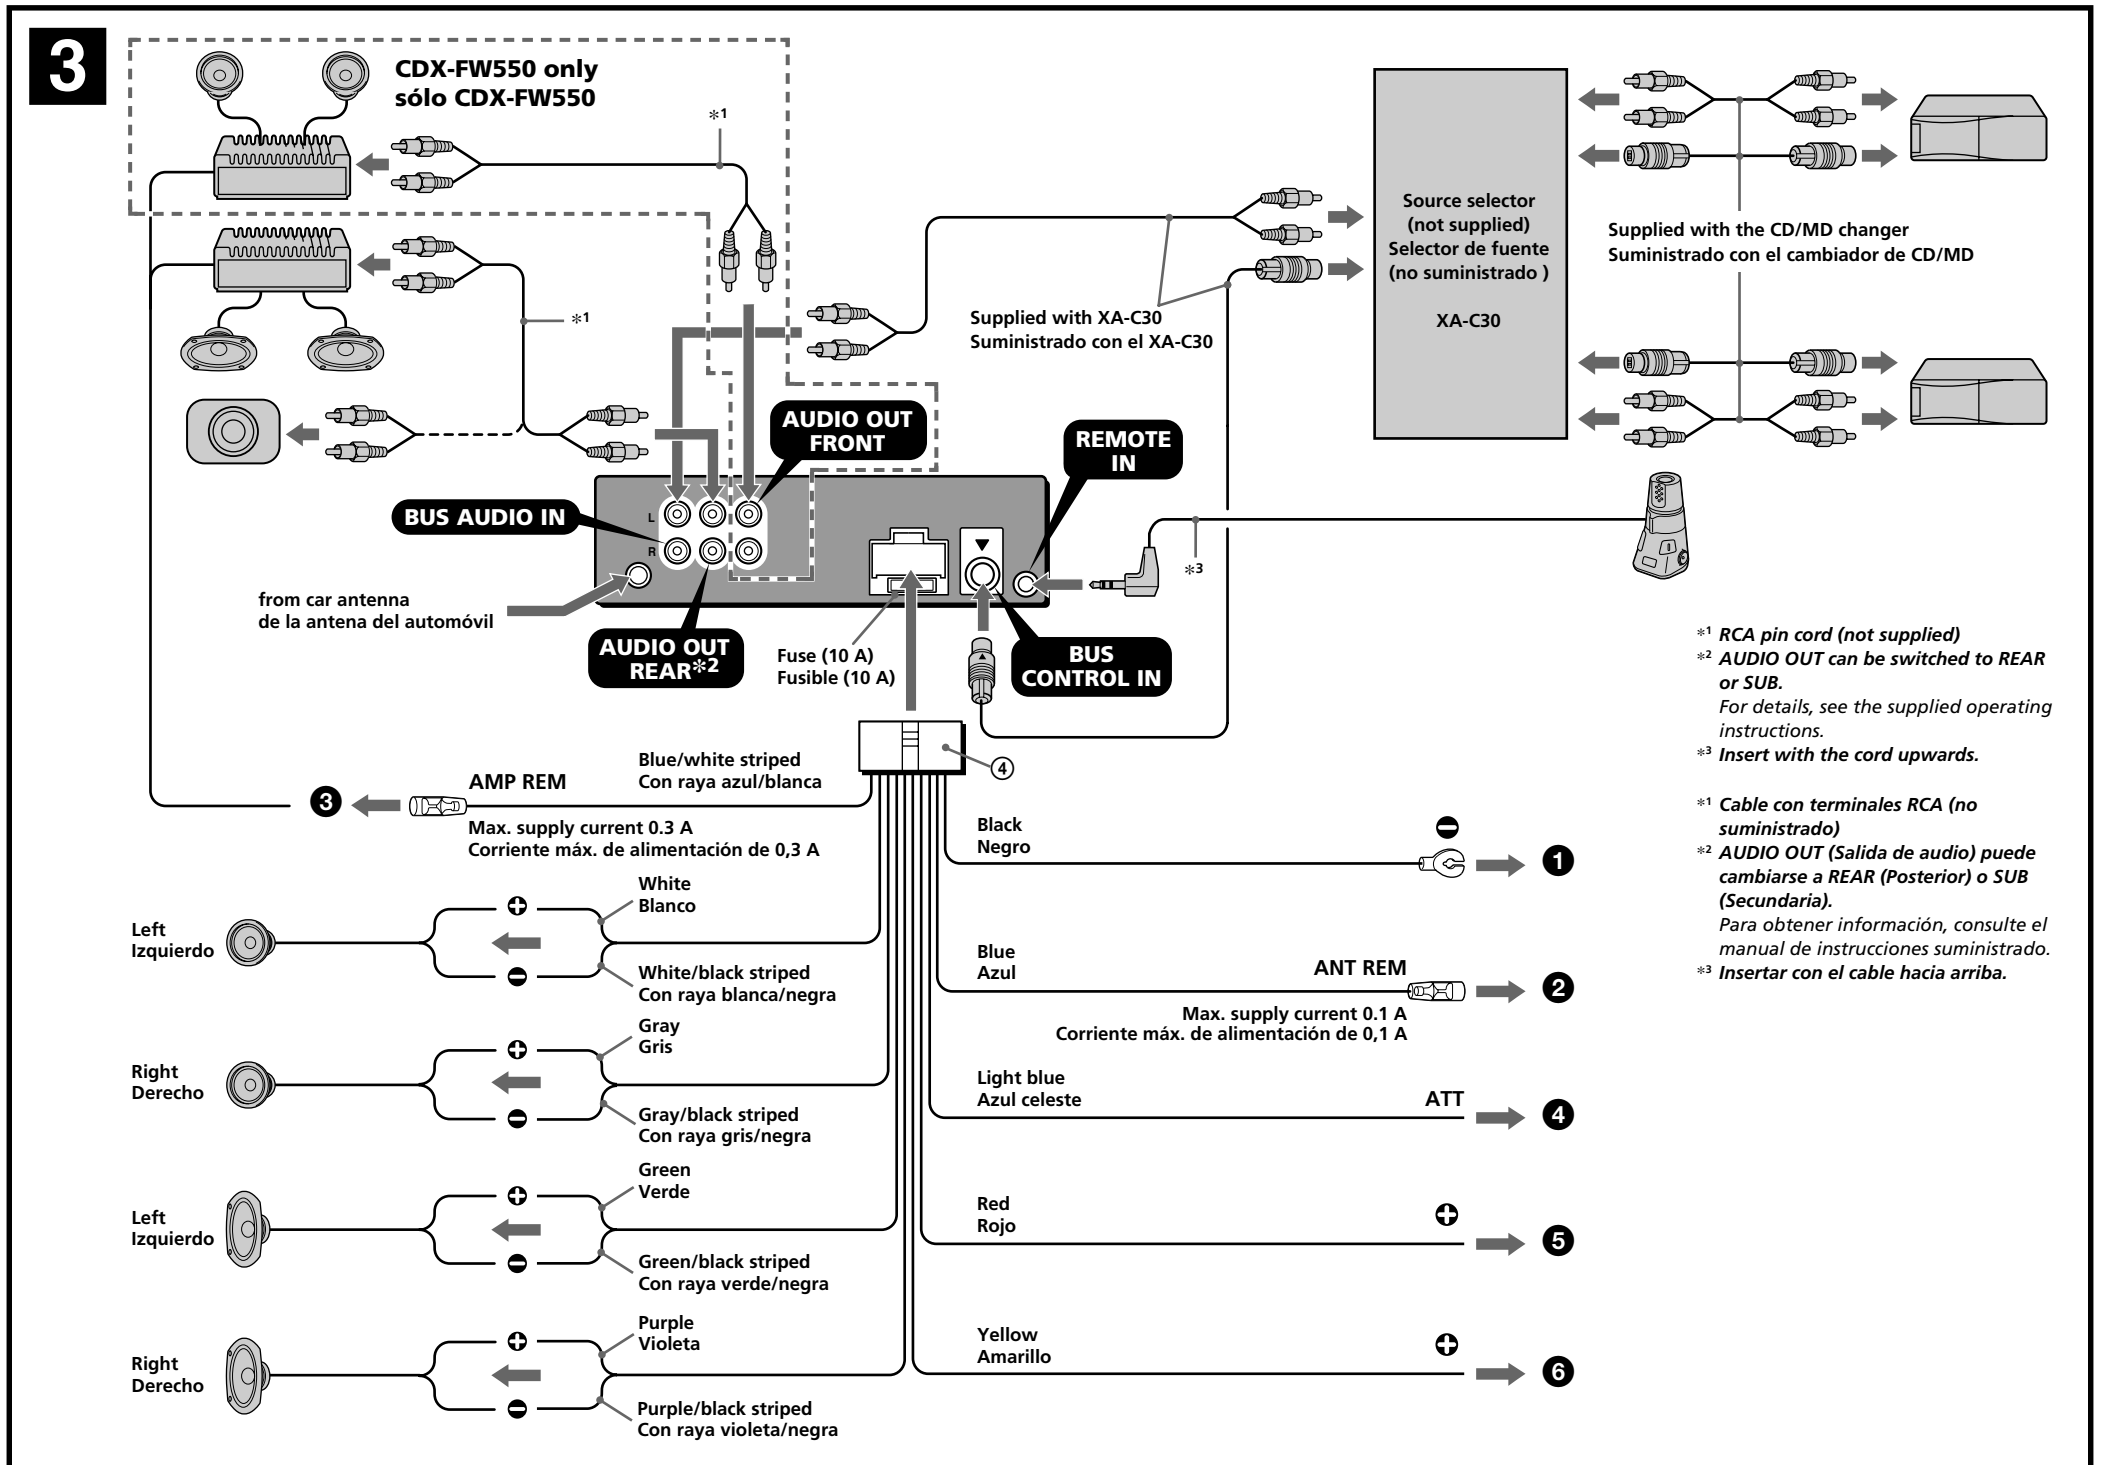 3
CDX-FW550 only
sólo CDX-FW550
*1
*1
Supplied with XA-C30
Suministrado con el XA-C30
Source selector
(not supplied)
Selector de fuente
(no suministrado )
XA-C30
Supplied with the CD/MD changer
Suministrado con el cambiador de CD/MD
AUDIO OUT
FRONT
REMOTE
IN
BUS AUDIO IN
L
R
*3
from car antenna
de la antena del automóvil
AUDIO OUT
REAR*2
Fuse (10 A)
Fusible (10 A)
BUS
CONTROL IN
*1 RCA pin cord (not supplied)
*2 AUDIO OUT can be switched to REAR
or SUB.
For details, see the supplied operating
instructions.
*3 Insert with the cord upwards.
*1 Cable con terminales RCA (no
suministrado)
*2 AUDIO OUT (Salida de audio) puede
cambiarse a REAR (Posterior) o SUB
(Secundaria).
Para obtener información, consulte el
manual de instrucciones suministrado.
*3 Insertar con el cable hacia arriba.
4
Blue/white striped
Con raya azul/blanca
3
AMP REM
Max. supply current 0.3 A
Corriente máx. de alimentación de 0,3 A
White
Blanco
Left
Izquierdo
White/black striped
Con raya blanca/negra
Gray
Gris
Right
Derecho
Gray/black striped
Con raya gris/negra
Green
Verde
Left
Izquierdo
Green/black striped
Con raya verde/negra
Purple
Violeta
Right
Derecho
Purple/black striped
Con raya violeta/negra
Black
Negro
1
Blue
Azul
ANT REM
2
Max. supply current 0.1 A
Corriente máx. de alimentación de 0,1 A
Light blue
Azul celeste
ATT
4
Red
Rojo
5
Yellow
Amarillo
6